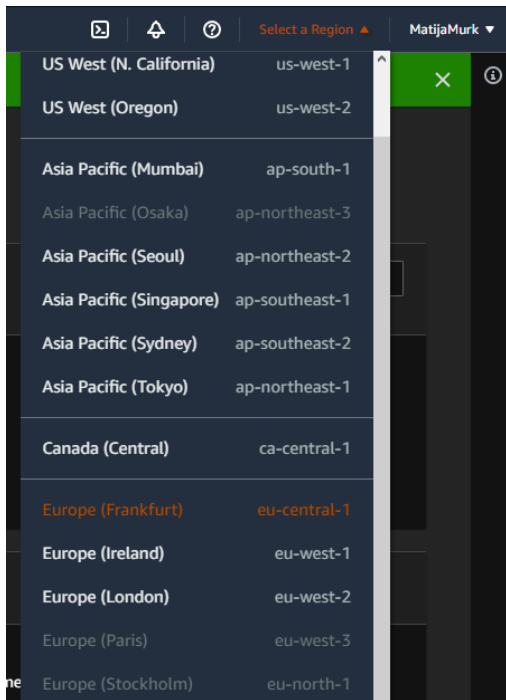 Select a Region ▲ MatijaMurk ▼
US West (N. California) us-west-1
US West (Oregon) us-west-2
Asia Pacific (Mumbai) ap-south-1
Asia Pacific (Osaka) ap-northeast-3
Asia Pacific (Seoul) ap-northeast-2
Asia Pacific (Singapore) ap-southeast-1
Asia Pacific (Sydney) ap-southeast-2
Asia Pacific (Tokyo) ap-northeast-1
Canada (Central) ca-central-1
Europe (Frankfurt) eu-central-1
Europe (Ireland) eu-west-1
Europe (London) eu-west-2
Europe (Paris) eu-west-3
me Europe (Stockholm) eu-north-1